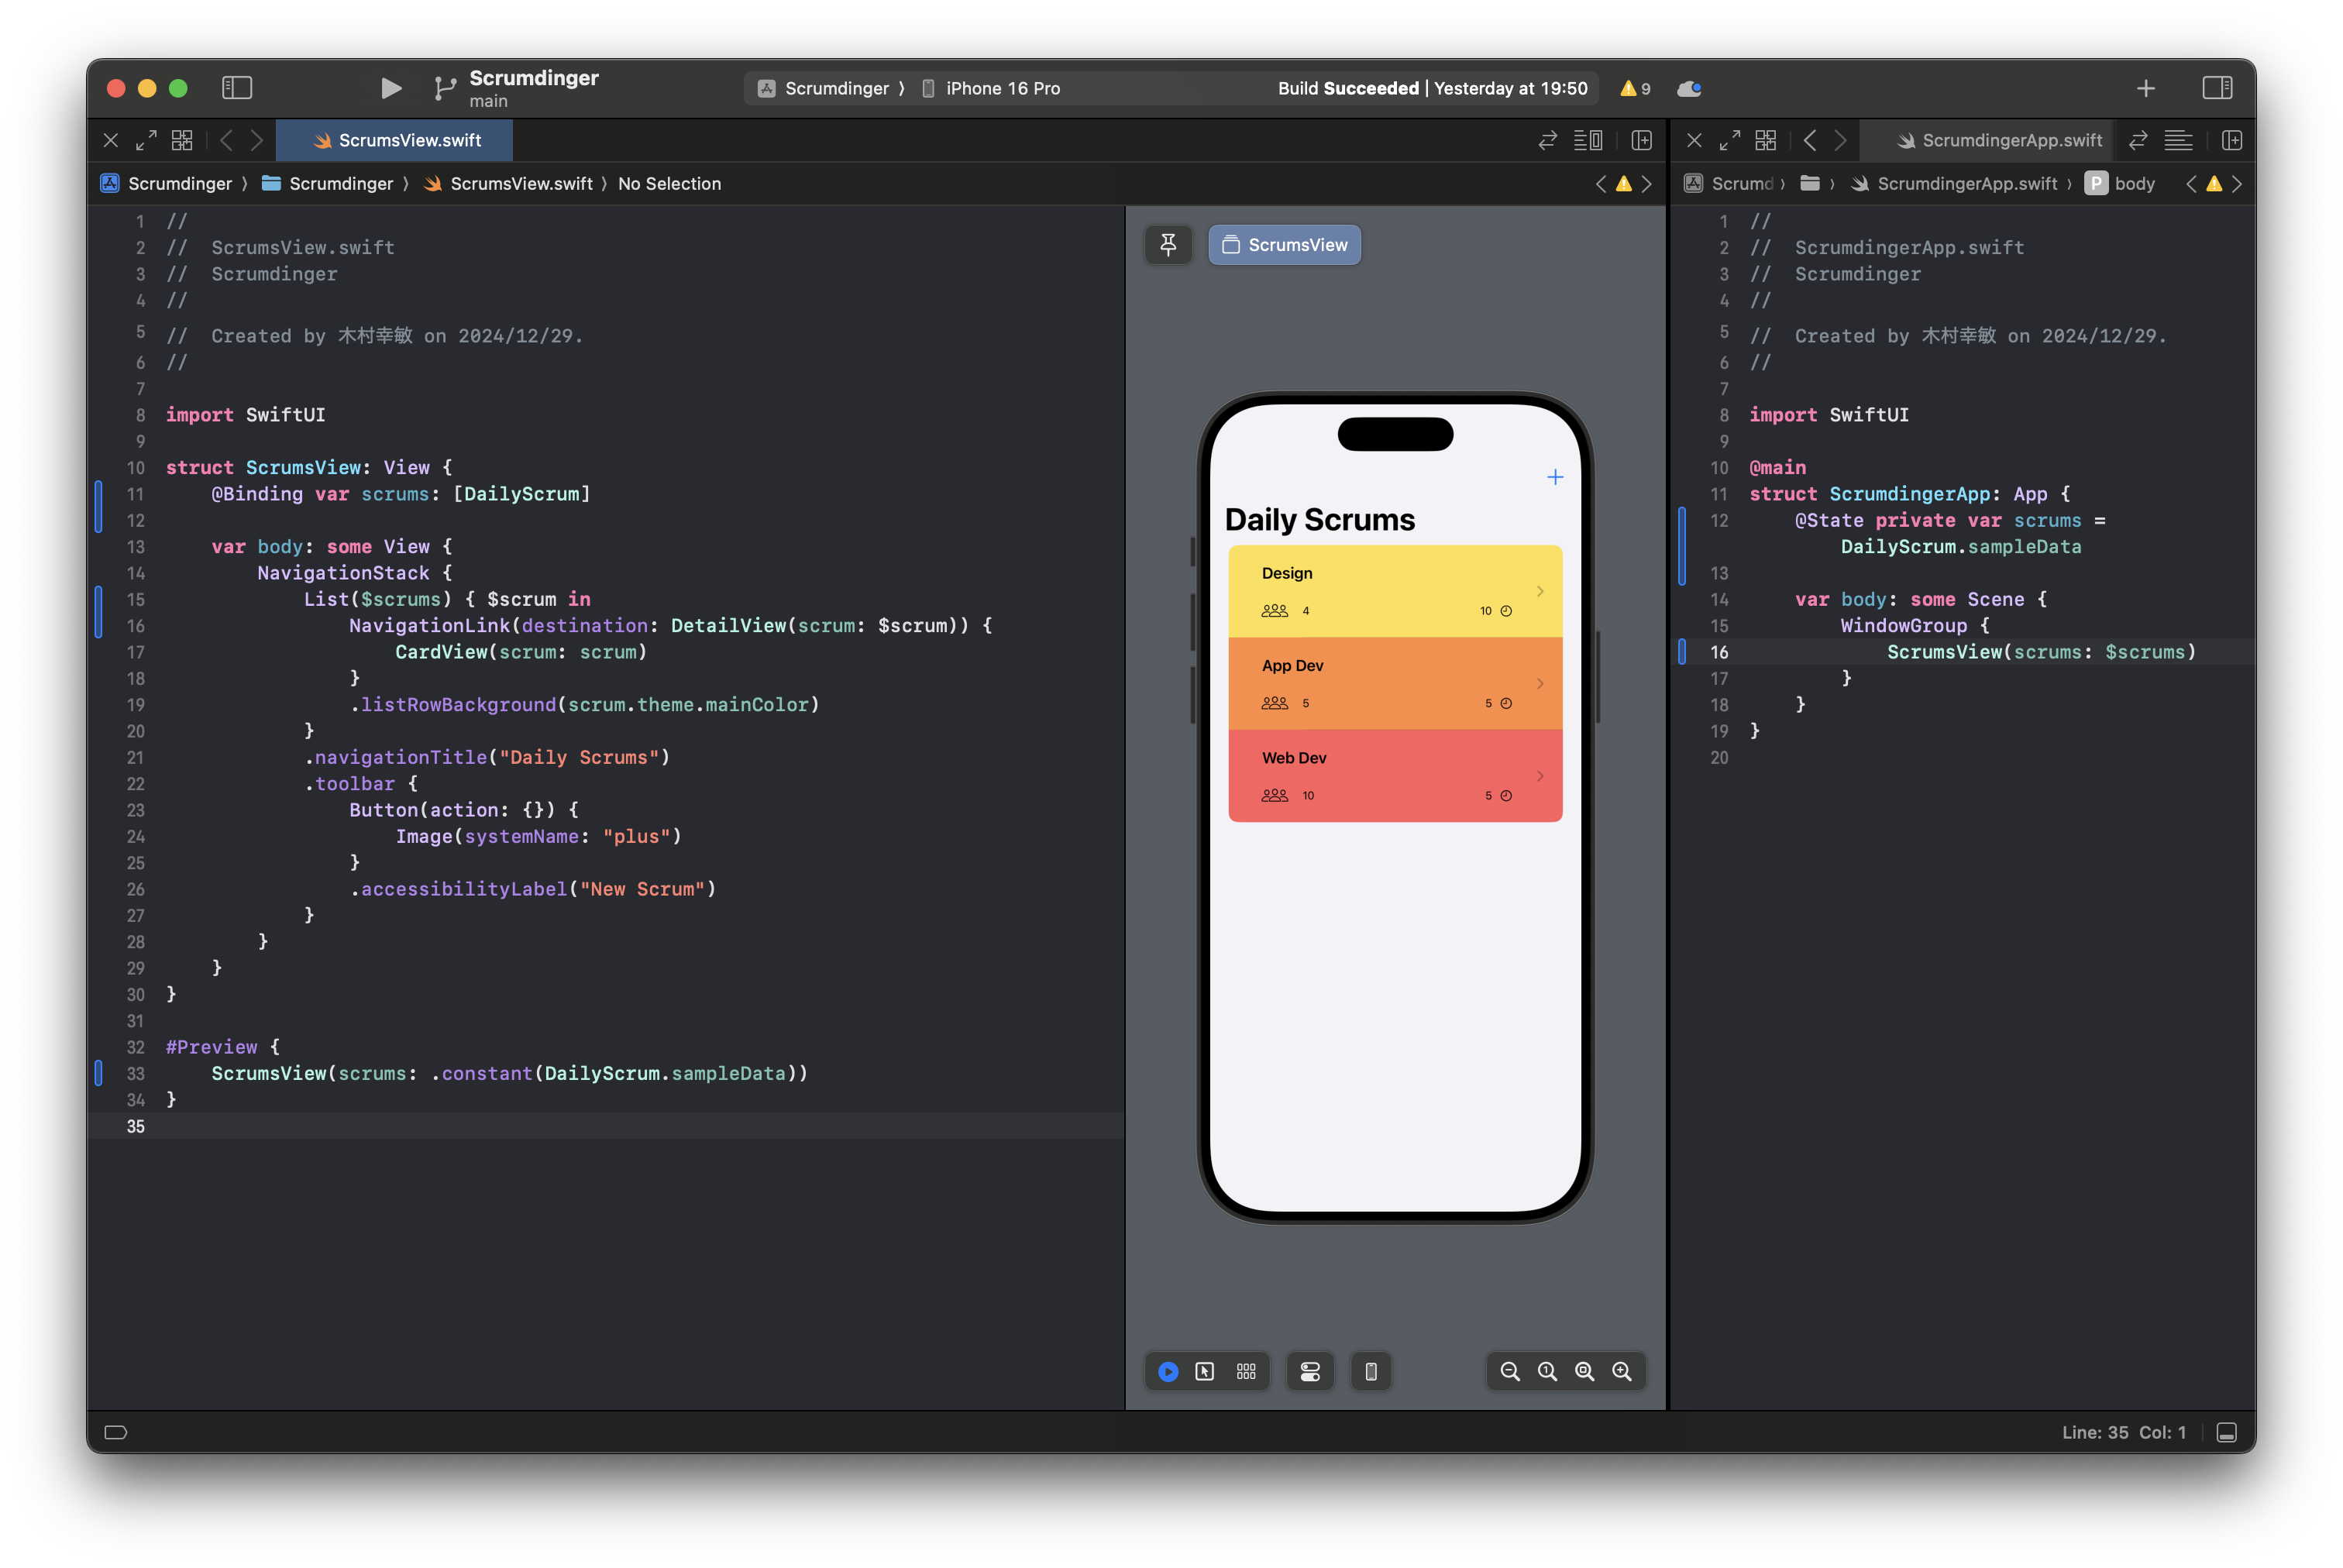 Scrumdinger
main
Scrumdinger 〉 iPhone 16 Pro
Build Succeeded | Yesterday at 19:50
9
ScrumsView.swift
Scrumdinger 〉 Scrumdinger 〉 ScrumsView.swift 〉 No Selection
1 //
2 //  ScrumsView.swift
3 //  Scrumdinger
4 //
5 //  Created by 木村幸敏 on 2024/12/29.
6 //
7
8 import SwiftUI
9
10 struct ScrumsView: View {
11     @Binding var scrums: [DailyScrum]
12
13     var body: some View {
14         NavigationStack {
15             List($scrums) { $scrum in
16                 NavigationLink(destination: DetailView(scrum: $scrum)) {
17                     CardView(scrum: scrum)
18                 }
19                 .listRowBackground(scrum.theme.mainColor)
20             }
21             .navigationTitle("Daily Scrums")
22             .toolbar {
23                 Button(action: {}) {
24                     Image(systemName: "plus")
25                 }
26                 .accessibilityLabel("New Scrum")
27             }
28         }
29     }
30 }
31
32 #Preview {
33     ScrumsView(scrums: .constant(DailyScrum.sampleData))
34 }
35
ScrumsView
Daily Scrums
Design
4 10
App Dev
5 5
Web Dev
10 5
ScrumdingerApp.swift
Scrumd 〉 〉 ScrumdingerApp.swift 〉 P body
1 //
2 //  ScrumdingerApp.swift
3 //  Scrumdinger
4 //
5 //  Created by 木村幸敏 on 2024/12/29.
6 //
7
8 import SwiftUI
9
10 @main
11 struct ScrumdingerApp: App {
12     @State private var scrums =
        DailyScrum.sampleData
13
14     var body: some Scene {
15         WindowGroup {
16             ScrumsView(scrums: $scrums)
17         }
18     }
19 }
20
Line: 35 Col: 1